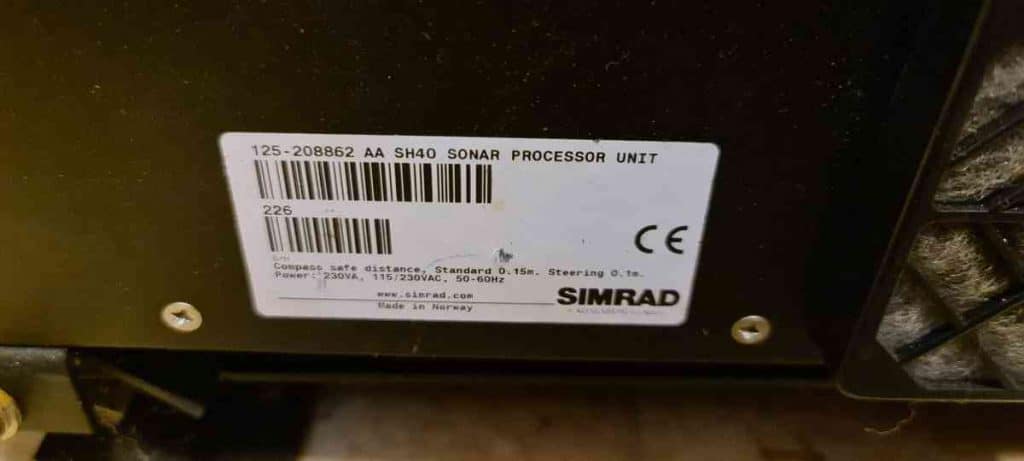 125-208862 AA SH40 SONAR PROCESSOR UNIT
226
CE
Compass safe distance, Standard 0.15m. Steering 0.1m.
Power: 230VA, 115/230VAC, 50-60Hz
www.simrad.com
Made in Norway
SIMRAD